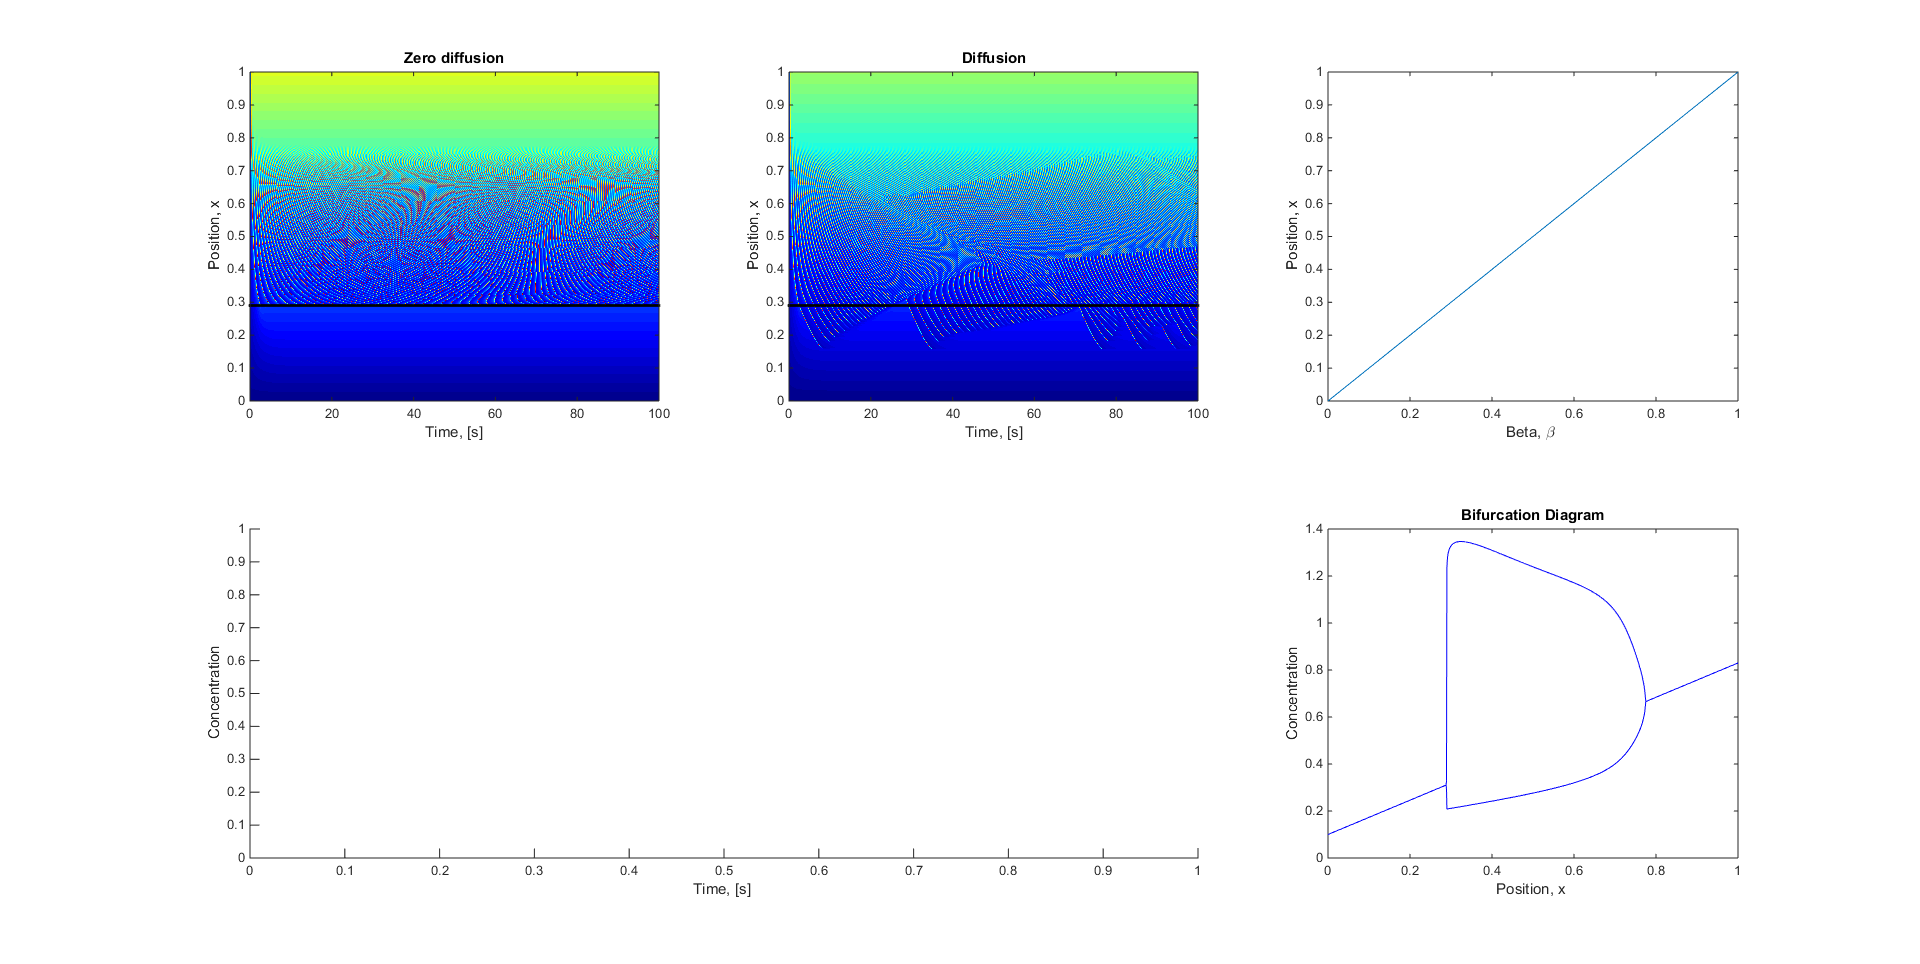 Zero diffusion
1
0.9
0.8
0.7
0.6
0.5
0.4
0.3
0.2
0.1
0
Position, x
0 20 40 60 80 100
Time, [s]
Diffusion
1
0.9
0.8
0.7
0.6
0.5
0.4
0.3
0.2
0.1
0
Position, x
0 20 40 60 80 100
Time, [s]
1
0.9
0.8
0.7
0.6
0.5
0.4
0.3
0.2
0.1
0
Position, x
0 0.2 0.4 0.6 0.8 1
Beta, β
1
0.9
0.8
0.7
0.6
0.5
0.4
0.3
0.2
0.1
0
Concentration
0 0.1 0.2 0.3 0.4 0.5 0.6 0.7 0.8 0.9 1
Time, [s]
Bifurcation Diagram
1.4
1.2
1
0.8
0.6
0.4
0.2
0
Concentration
0 0.2 0.4 0.6 0.8 1
Position, x